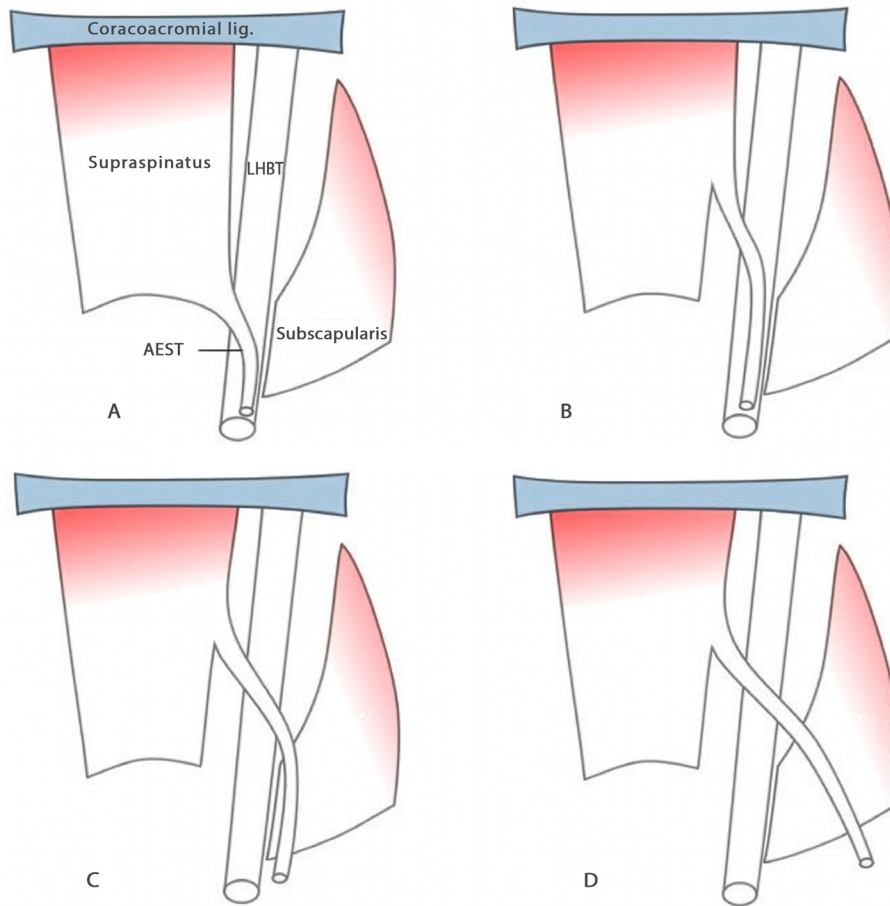 Coracoacromial lig.
Supraspinatus
LHBT
Subscapularis
AEST
A
B
C
D